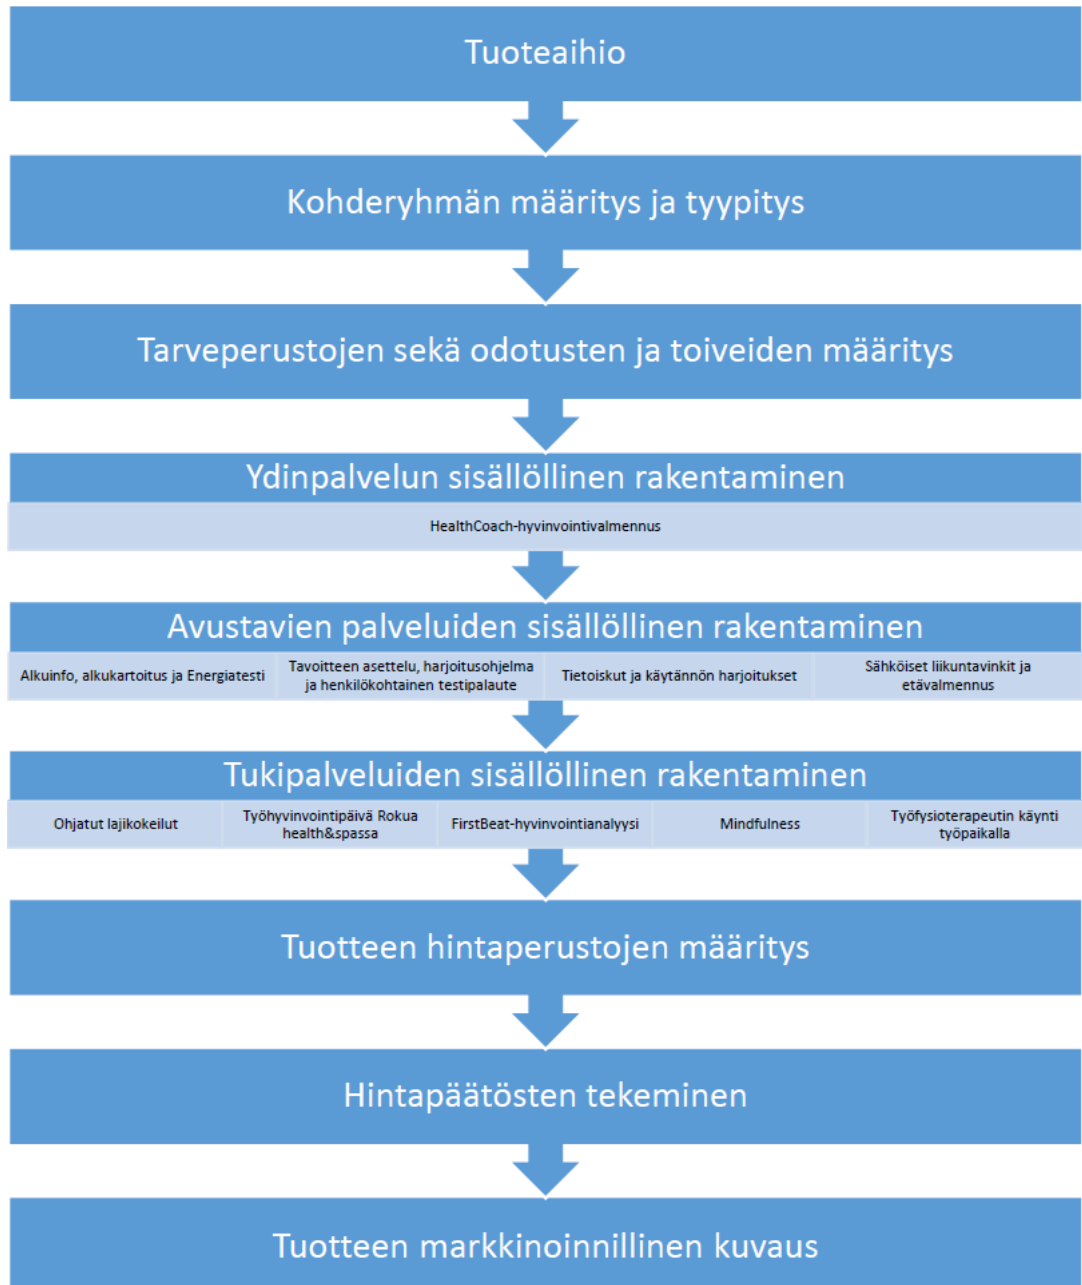 Tuoteaihio
Kohderyhmän määritys ja tyypitys
Tarveperustojen sekä odotusten ja toiveiden määritys
Ydinpalvelun sisällöllinen rakentaminen
HealthCoach-hyvinvointivalmennus
Avustavien palveluiden sisällöllinen rakentaminen
Alkuinfo, alkukartoitus ja Energiatesti
Tavoitteen asettelu, harjoitusohjelma
ja henkilökohtainen testipalaute
Tietoiskut ja käytännön harjoitukset
Sähköiset liikuntavinkit ja
etävalmennus
Tukipalveluiden sisällöllinen rakentaminen
Ohjatut lajikokeilut
Työhyvinvointipäivä Rokua
health&spassa
FirstBeat-hyvinvointianalyysi
Mindfulness
Työfysioterapeutin käynti
työpaikalla
Tuotteen hintaperustojen määritys
Hintapäätösten tekeminen
Tuotteen markkinoinnillinen kuvaus